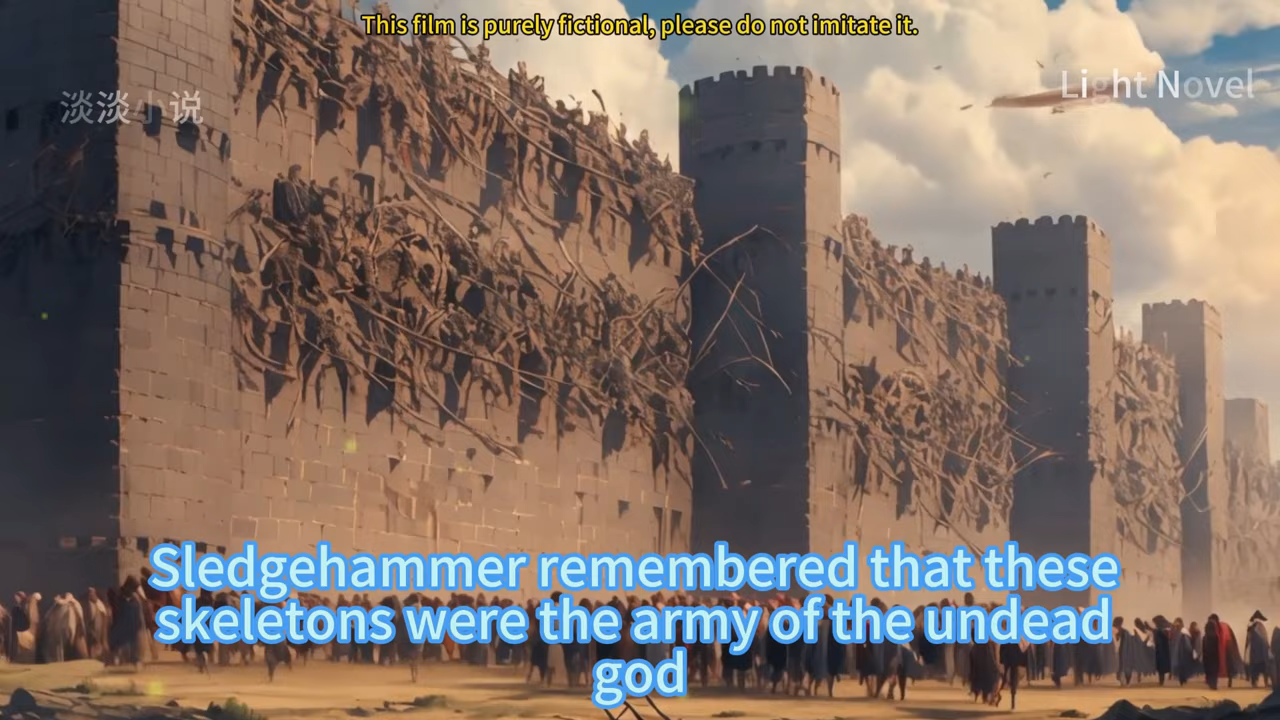 This film is purely fictional, please do not imitate it.
淡淡小说
Light Novel
Sledgehammer remembered that these
skeletons were the army of the undead
god